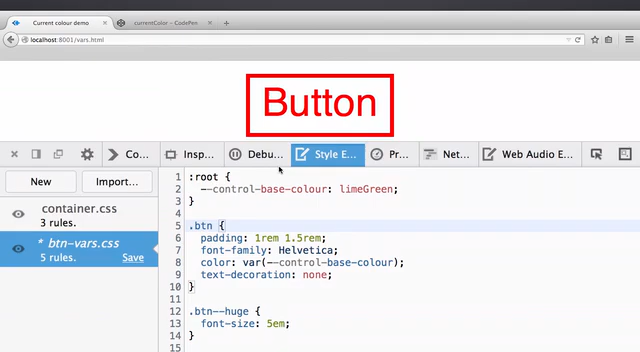 Current colour demo
currentColor - CodePen
localhost:8001/vars.html
Button
Co...
Insp...
Debu...
Style E...
Pr...
Net...
Web Audio E...
New
Import...
container.css
3 rules.
* btn-vars.css
5 rules.
Save
1 :root {
2 --control-base-colour: limeGreen;
3 }
4
5 .btn {
6 padding: 1rem 1.5rem;
7 font-family: Helvetica;
8 color: var(--control-base-colour);
9 text-decoration: none;
10 }
11
12 .btn--huge {
13 font-size: 5em;
14 }
15